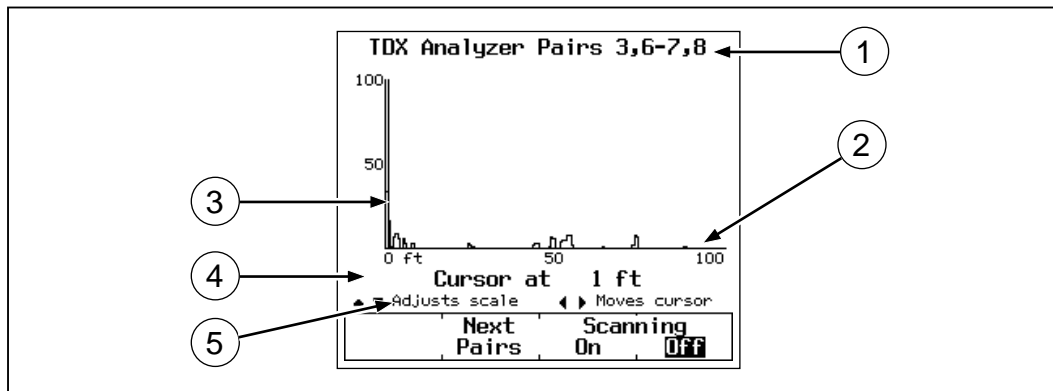 TDX Analyzer Pairs 3,6-7,8
1
100
50
2
3
0 ft 50 100
4
Cursor at 1 ft
Adjusts scale Moves cursor
5
Next Pairs
Scanning
On Off